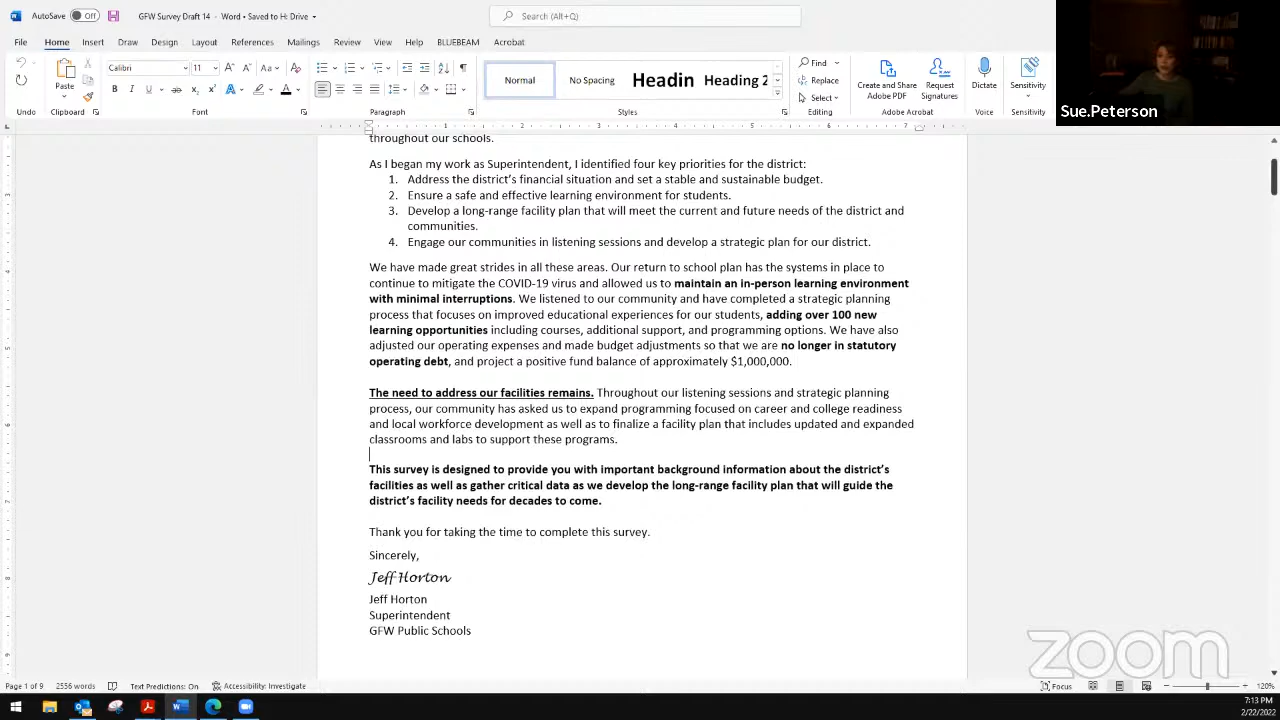 AutoSave Off GFW Survey Draft 14 - Word • Saved to H: Drive Search (Alt+Q)
File Home Insert Draw Design Layout References Mailings Review View Help BLUEBEAM Acrobat
Paste Calibri 11 Normal No Spacing Headin Heading 2 Find Replace Select Create and Share Adobe PDF Request Signatures Dictate Sensitivity
Undo Clipboard Font Paragraph Styles Editing Adobe Acrobat Voice Sensitivity
Sue.Peterson
1 2 3 4 5 6 7
throughout our schools.
As I began my work as Superintendent, I identified four key priorities for the district:
1. Address the district's financial situation and set a stable and sustainable budget.
2. Ensure a safe and effective learning environment for students.
3. Develop a long-range facility plan that will meet the current and future needs of the district and
communities.
4. Engage our communities in listening sessions and develop a strategic plan for our district.
We have made great strides in all these areas. Our return to school plan has the systems in place to
continue to mitigate the COVID-19 virus and allowed us to maintain an in-person learning environment
with minimal interruptions. We listened to our community and have completed a strategic planning
process that focuses on improved educational experiences for our students, adding over 100 new
learning opportunities including courses, additional support, and programming options. We have also
adjusted our operating expenses and made budget adjustments so that we are no longer in statutory
operating debt, and project a positive fund balance of approximately $1,000,000.
The need to address our facilities remains. Throughout our listening sessions and strategic planning
process, our community has asked us to expand programming focused on career and college readiness
and local workforce development as well as to finalize a facility plan that includes updated and expanded
classrooms and labs to support these programs.
This survey is designed to provide you with important background information about the district's
facilities as well as gather critical data as we develop the long-range facility plan that will guide the
district's facility needs for decades to come.
Thank you for taking the time to complete this survey.
Sincerely,
Jeff Horton
Jeff Horton
Superintendent
GFW Public Schools
zoom
Page 1 of 9 2556 words Text Predictions: On Accessibility: Investigate Focus 120%
7:13 PM
2/22/2022